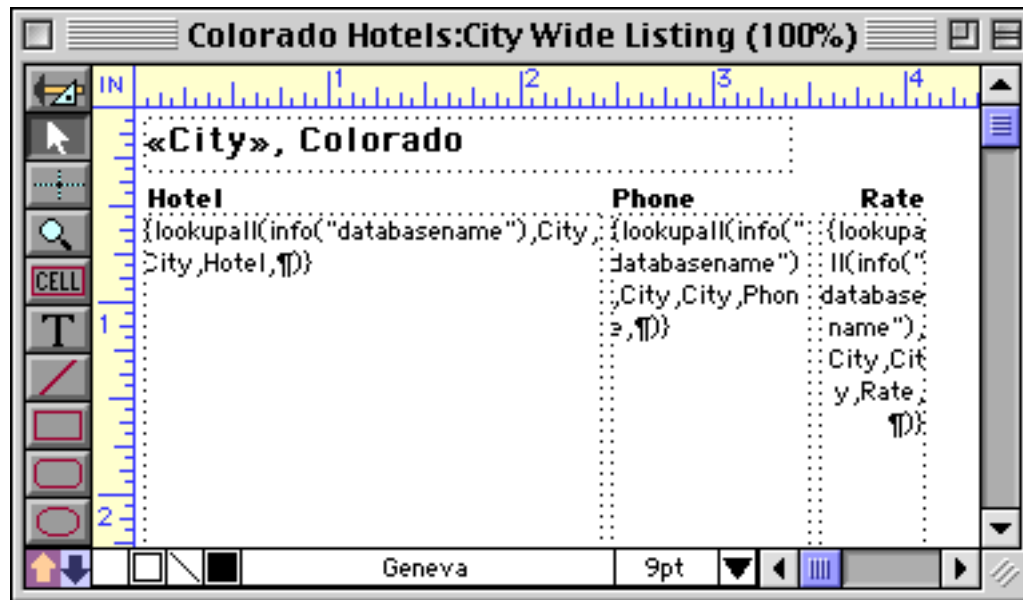 Colorado Hotels:City Wide Listing (100%)
IN 1 2 3 4
«City», Colorado
Hotel Phone Rate
{lookupall(info("databasename"),City,
City,Hotel,¶)}
{lookupall(info("
databasename")
,City,City,Phon
e,¶)}
{lookupa
ll(info("
database
name"),
City,Cit
y,Rate,
¶)}
CELL
T
1
2
Geneva 9pt